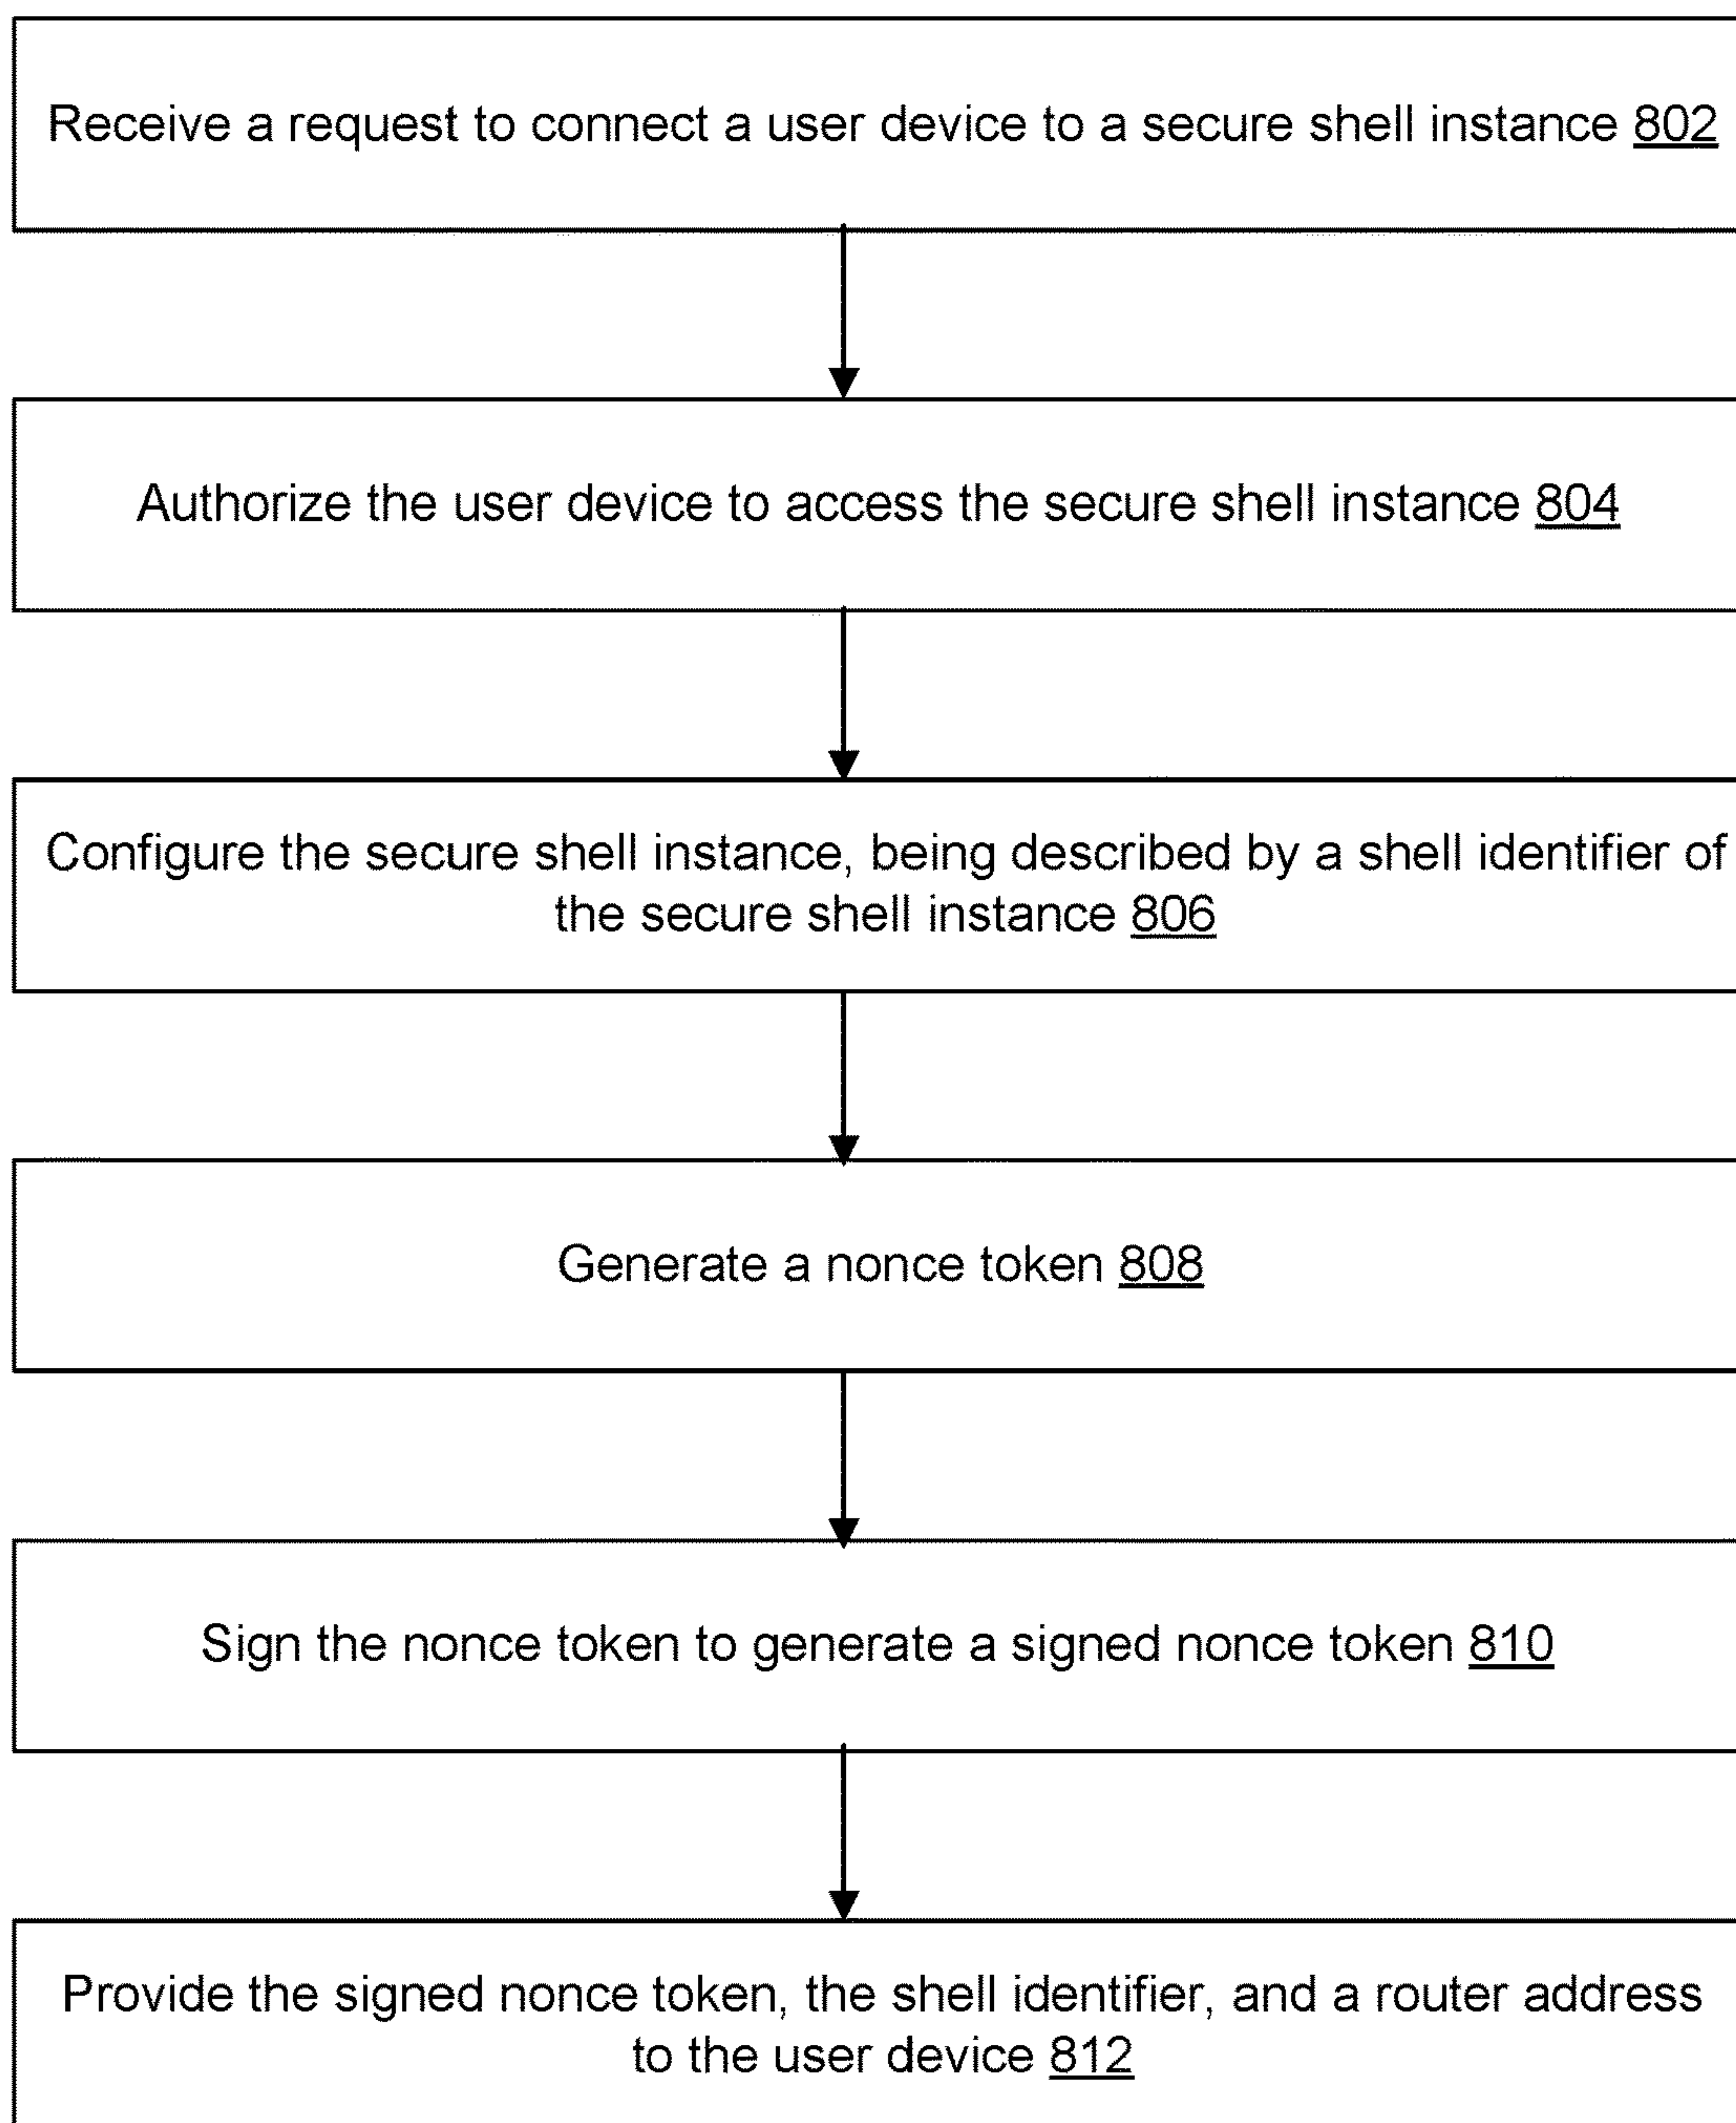 Receive a request to connect a user device to a secure shell instance 802
Authorize the user device to access the secure shell instance 804
Configure the secure shell instance, being described by a shell identifier of
the secure shell instance 806
Generate a nonce token 808
Sign the nonce token to generate a signed nonce token 810
Provide the signed nonce token, the shell identifier, and a router address
to the user device 812